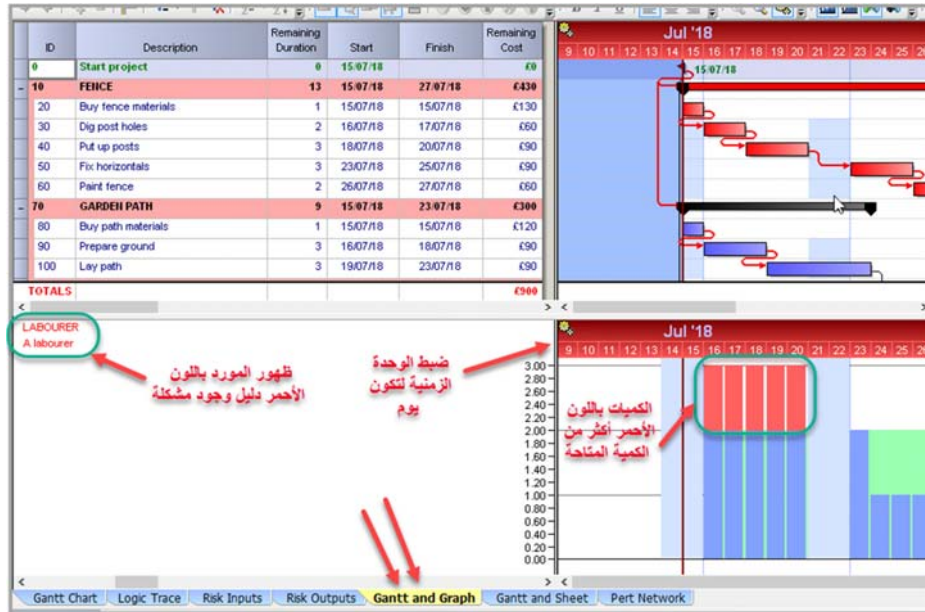 Jul '18
ID Description Remaining Duration Start Finish Remaining Cost
9 10 11 12 13 14 15 16 17 18 19 20 21 22 23 24 25
0 Start project 0 15/07/18 £0
15/07/18
10 FENCE 13 15/07/18 27/07/18 £430
20 Buy fence materials 1 15/07/18 15/07/18 £130
30 Dig post holes 2 16/07/18 17/07/18 £60
40 Put up posts 3 18/07/18 20/07/18 £90
50 Fix horizontals 3 23/07/18 25/07/18 £90
60 Paint fence 2 26/07/18 27/07/18 £60
70 GARDEN PATH 9 15/07/18 23/07/18 £300
80 Buy path materials 1 15/07/18 15/07/18 £120
90 Prepare ground 3 16/07/18 18/07/18 £90
100 Lay path 3 19/07/18 23/07/18 £90
TOTALS £900
LABOURER
A labourer
ظهور المورد باللون
الأحمر دليل وجود مشكلة
ضبط الوحدة
الزمنية لتكون
يوم
Jul '18
9 10 11 12 13 14 15 16 17 18 19 20 21 22 23 24 25
الكميات باللون
الأحمر أكثر من
الكمية المتاحة
3.00
2.80
2.60
2.40
2.20
2.00
1.80
1.60
1.40
1.20
1.00
0.80
0.60
0.40
0.20
0.00
Gantt Chart Logic Trace Risk Inputs Risk Outputs Gantt and Graph Gantt and Sheet Pert Network